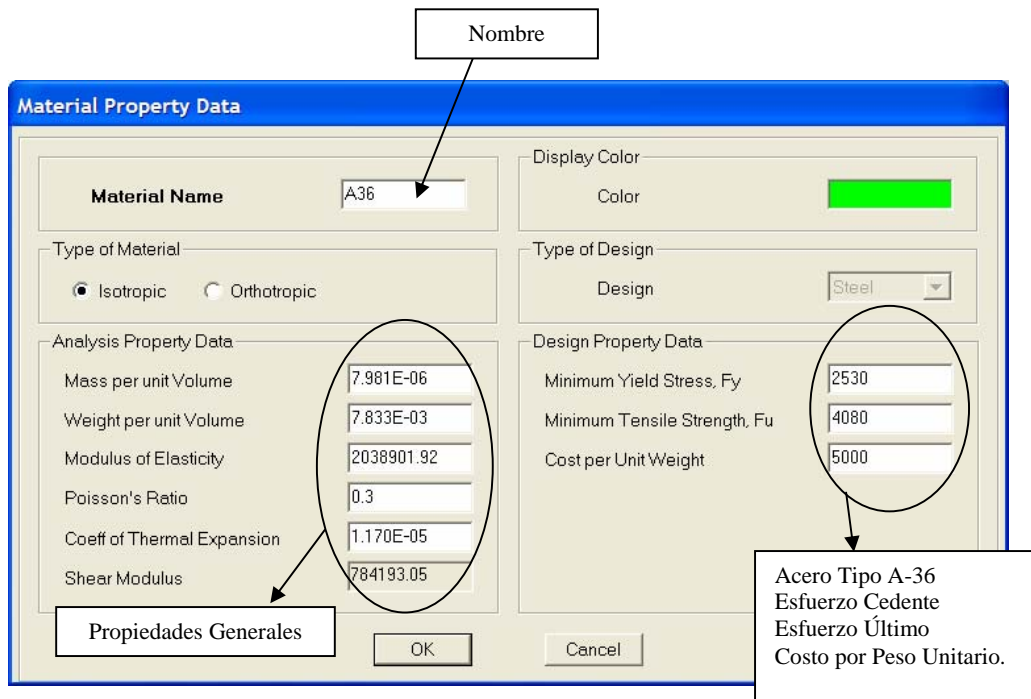 Nombre
Material Property Data
Material Name A36
Display Color
Color
Type of Material
Isotropic Orthotropic
Type of Design
Design Steel
Analysis Property Data
Mass per unit Volume 7.981E-06
Weight per unit Volume 7.833E-03
Modulus of Elasticity 2038901.92
Poisson's Ratio 0.3
Coeff of Thermal Expansion 1.170E-05
Shear Modulus 784193.05
Design Property Data
Minimum Yield Stress, Fy 2530
Minimum Tensile Strength, Fu 4080
Cost per Unit Weight 5000
Propiedades Generales
Acero Tipo A-36
Esfuerzo Cedente
Esfuerzo Último
Costo por Peso Unitario.
OK Cancel